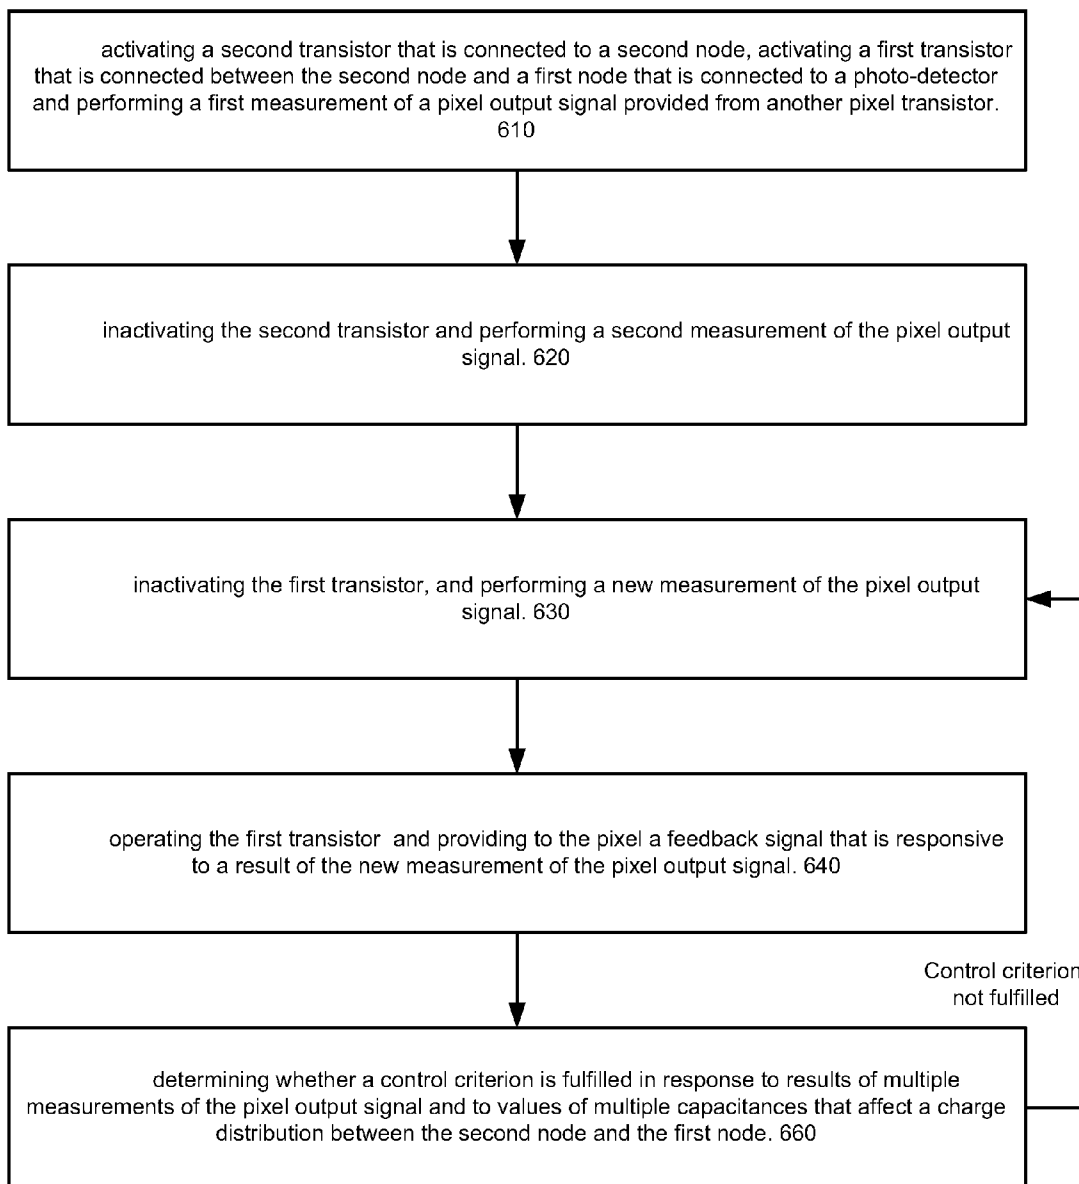 activating a second transistor that is connected to a second node, activating a first transistor
that is connected between the second node and a first node that is connected to a photo-detector
and performing a first measurement of a pixel output signal provided from another pixel transistor.
610
inactivating the second transistor and performing a second measurement of the pixel output
signal. 620
inactivating the first transistor, and performing a new measurement of the pixel output
signal. 630
operating the first transistor and providing to the pixel a feedback signal that is responsive
to a result of the new measurement of the pixel output signal. 640
Control criterion
not fulfilled
determining whether a control criterion is fulfilled in response to results of multiple
measurements of the pixel output signal and to values of multiple capacitances that affect a charge
distribution between the second node and the first node. 660